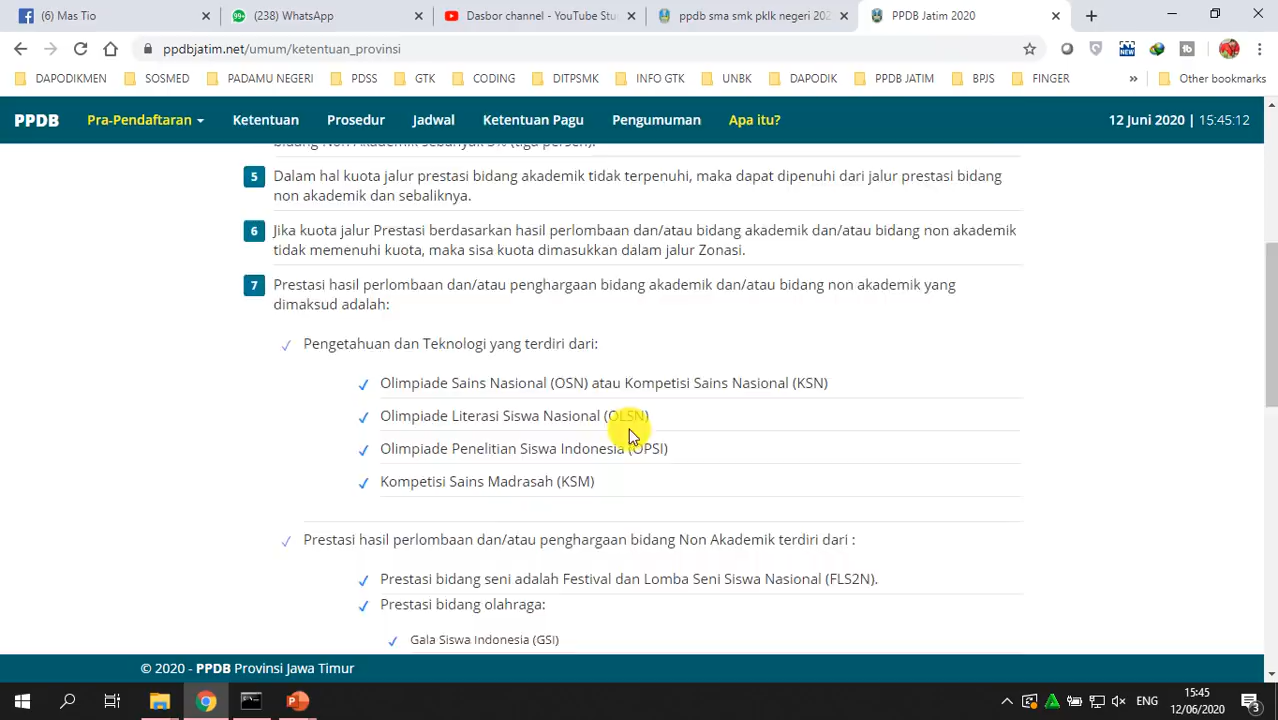 (6) Mas Tio
(238) WhatsApp
Dasbor channel - YouTube Stu
ppdb sma smk pklk negeri 202
PPDB Jatim 2020
ppdbjatim.net/umum/ketentuan_provinsi
DAPODIKMEN SOSMED PADAMU NEGERI PDSS GTK CODING DITPSMK INFO GTK UNBK DAPODIK PPDB JATIM BPJS FINGER » Other bookmarks
PPDB Pra-Pendaftaran Ketentuan Prosedur Jadwal Ketentuan Pagu Pengumuman Apa itu? 12 Juni 2020 | 15:45:12
bidang Non Akademik sebanyak 3% (tiga persen).
5 Dalam hal kuota jalur prestasi bidang akademik tidak terpenuhi, maka dapat dipenuhi dari jalur prestasi bidang
non akademik dan sebaliknya.
6 Jika kuota jalur Prestasi berdasarkan hasil perlombaan dan/atau bidang akademik dan/atau bidang non akademik
tidak memenuhi kuota, maka sisa kuota dimasukkan dalam jalur Zonasi.
7 Prestasi hasil perlombaan dan/atau penghargaan bidang akademik dan/atau bidang non akademik yang
dimaksud adalah:
Pengetahuan dan Teknologi yang terdiri dari:
Olimpiade Sains Nasional (OSN) atau Kompetisi Sains Nasional (KSN)
Olimpiade Literasi Siswa Nasional (OLSN)
Olimpiade Penelitian Siswa Indonesia (OPSI)
Kompetisi Sains Madrasah (KSM)
Prestasi hasil perlombaan dan/atau penghargaan bidang Non Akademik terdiri dari :
Prestasi bidang seni adalah Festival dan Lomba Seni Siswa Nasional (FLS2N).
Prestasi bidang olahraga:
Gala Siswa Indonesia (GSI)
© 2020 - PPDB Provinsi Jawa Timur
ENG
15:45
12/06/2020
3